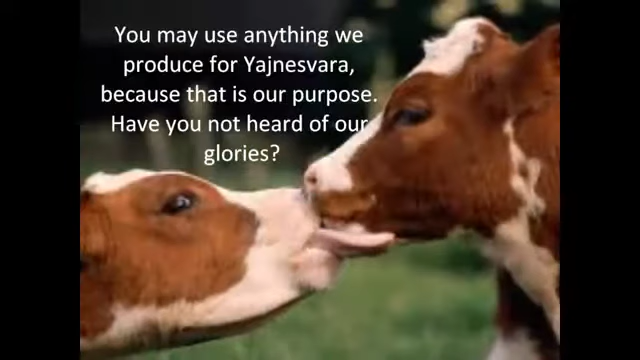 You may use anything we
produce for Yajnesvara,
because that is our purpose.
Have you not heard of our
glories?